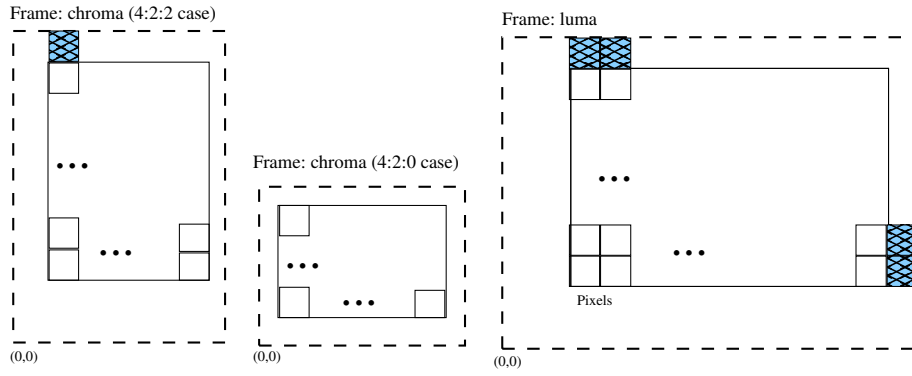 Frame: chroma (4:2:2 case)
Frame: luma
Frame: chroma (4:2:0 case)
Pixels
(0,0)
(0,0)
(0,0)